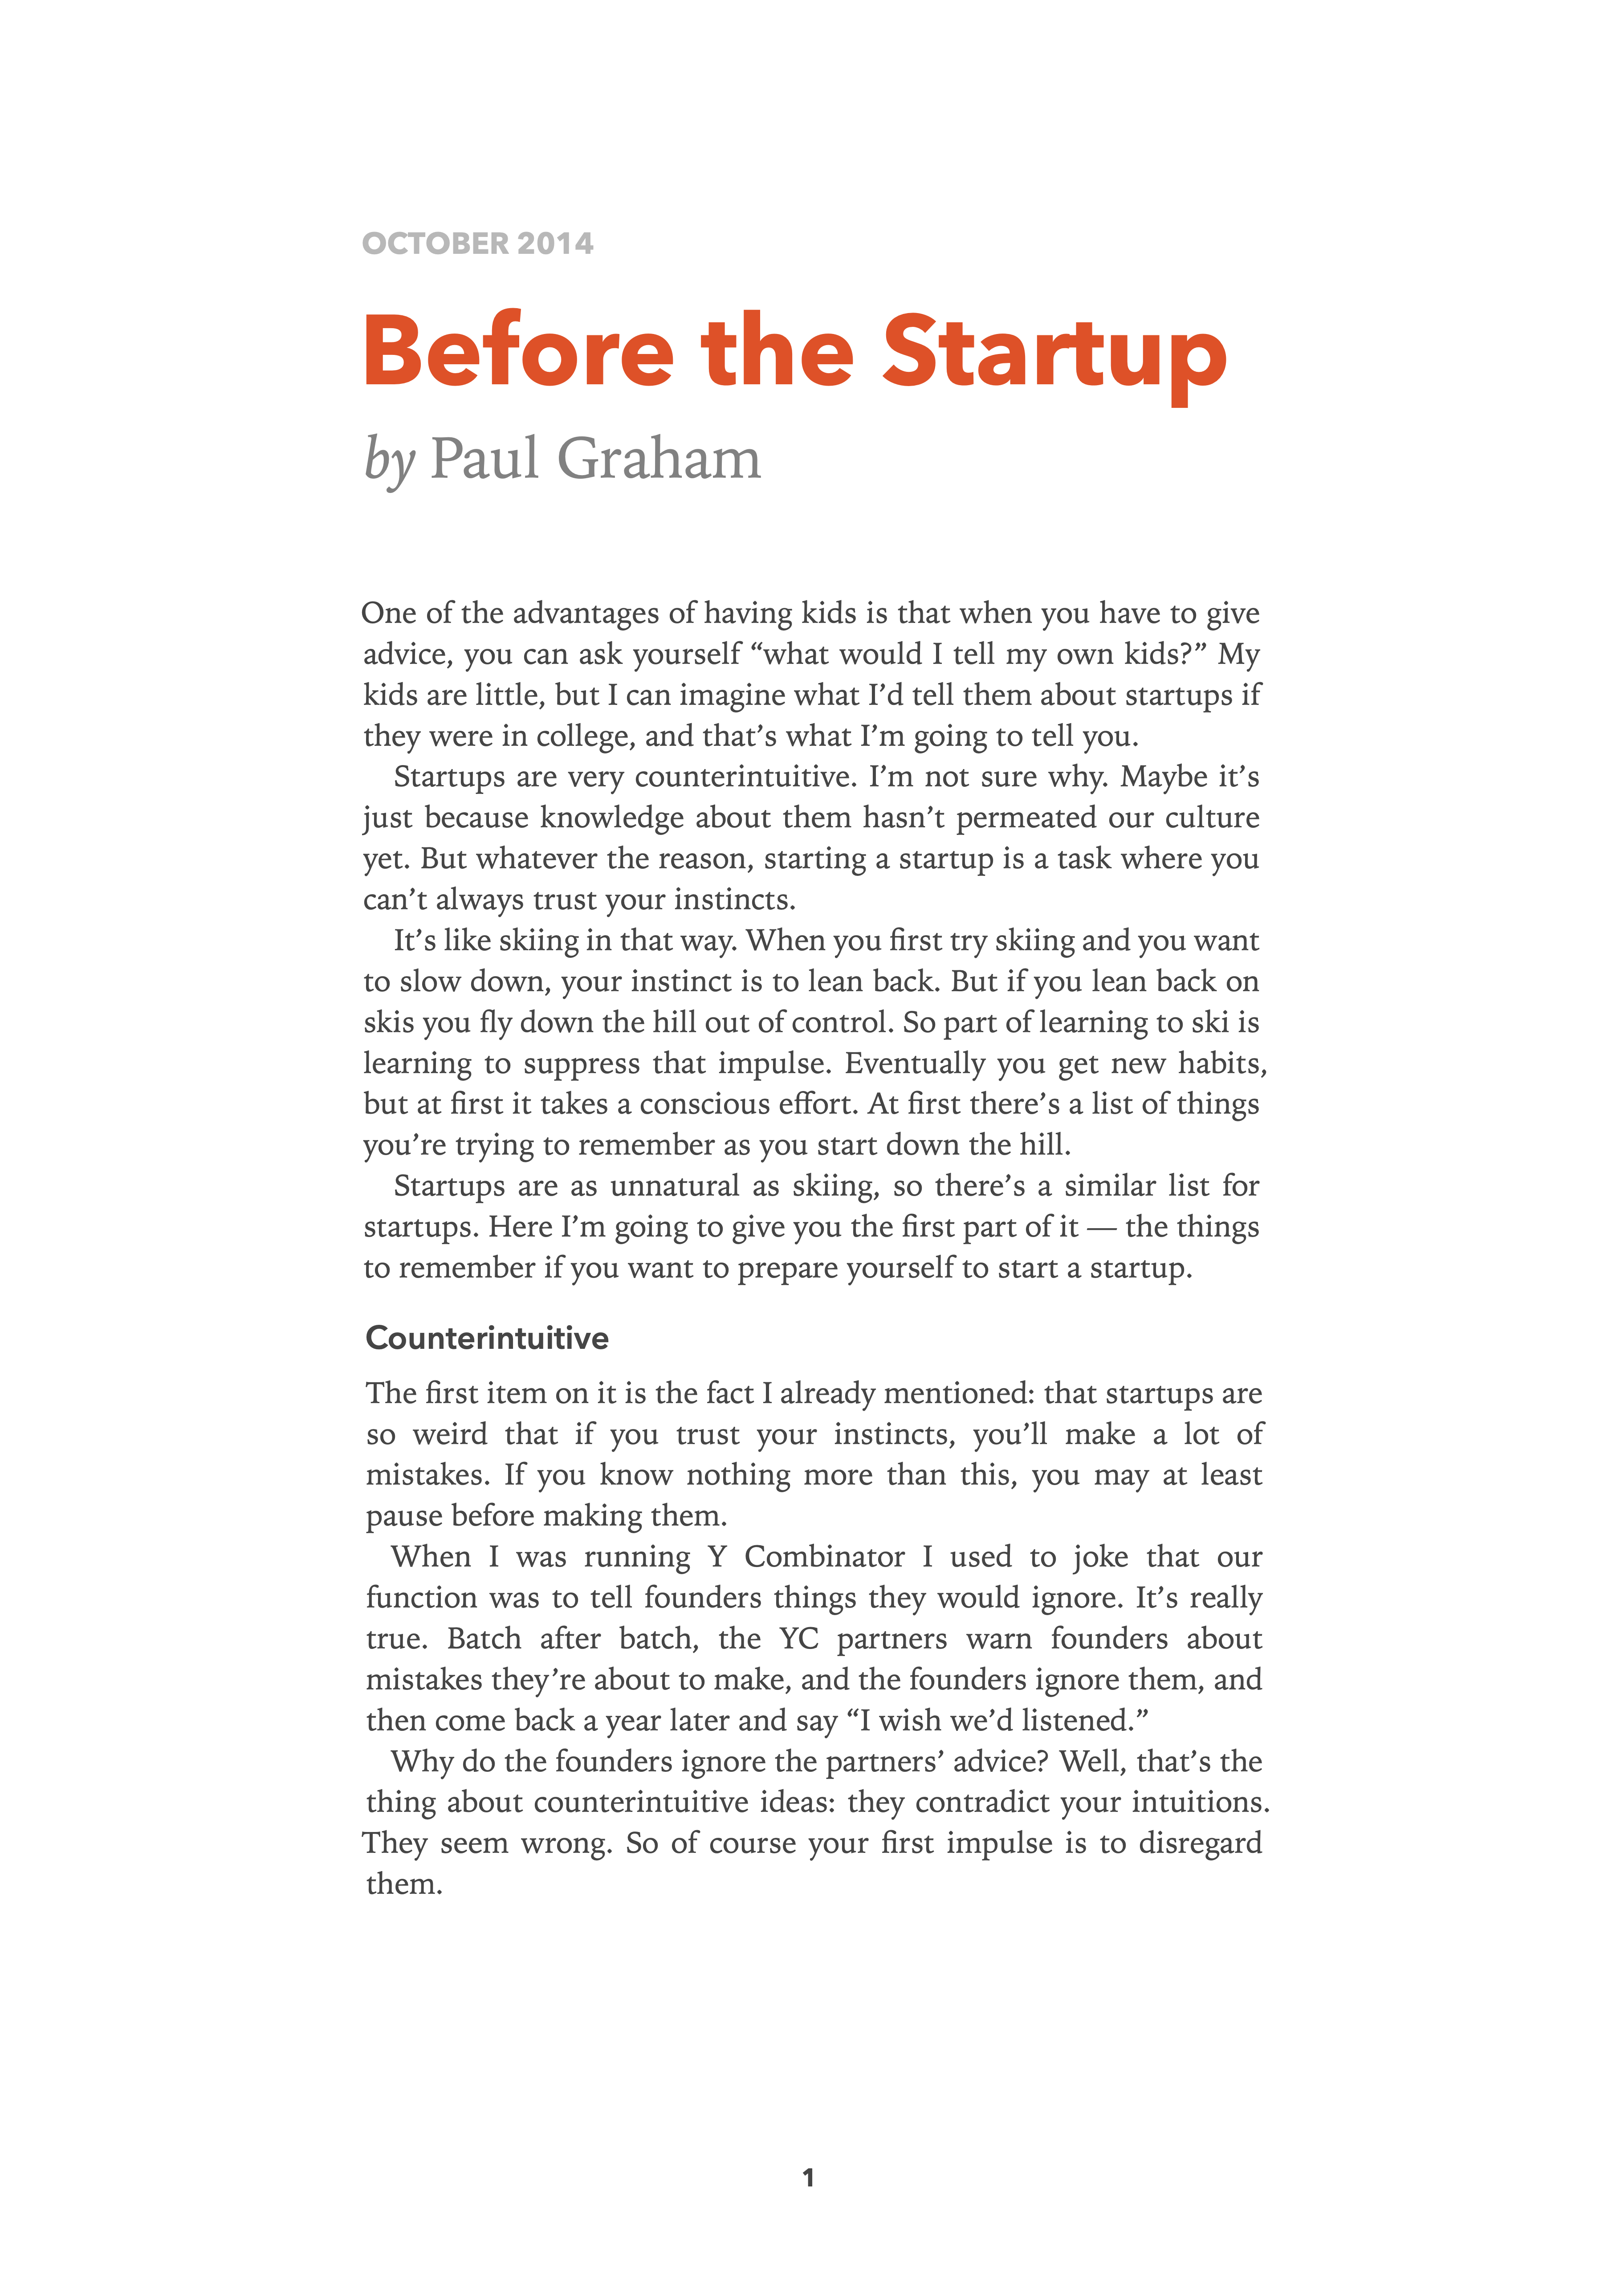 OCTOBER 2014
Before the Startup
by Paul Graham
One of the advantages of having kids is that when you have to give
advice, you can ask yourself “what would I tell my own kids?” My
kids are little, but I can imagine what I’d tell them about startups if
they were in college, and that’s what I’m going to tell you.
Startups are very counterintuitive. I’m not sure why. Maybe it’s
just because knowledge about them hasn’t permeated our culture
yet. But whatever the reason, starting a startup is a task where you
can’t always trust your instincts.
It’s like skiing in that way. When you first try skiing and you want
to slow down, your instinct is to lean back. But if you lean back on
skis you fly down the hill out of control. So part of learning to ski is
learning to suppress that impulse. Eventually you get new habits,
but at first it takes a conscious effort. At first there’s a list of things
you’re trying to remember as you start down the hill.
Startups are as unnatural as skiing, so there’s a similar list for
startups. Here I’m going to give you the first part of it — the things
to remember if you want to prepare yourself to start a startup.
Counterintuitive
The first item on it is the fact I already mentioned: that startups are
so weird that if you trust your instincts, you’ll make a lot of
mistakes. If you know nothing more than this, you may at least
pause before making them.
When I was running Y Combinator I used to joke that our
function was to tell founders things they would ignore. It’s really
true. Batch after batch, the YC partners warn founders about
mistakes they’re about to make, and the founders ignore them, and
then come back a year later and say “I wish we’d listened.”
Why do the founders ignore the partners’ advice? Well, that’s the
thing about counterintuitive ideas: they contradict your intuitions.
They seem wrong. So of course your first impulse is to disregard
them.
1